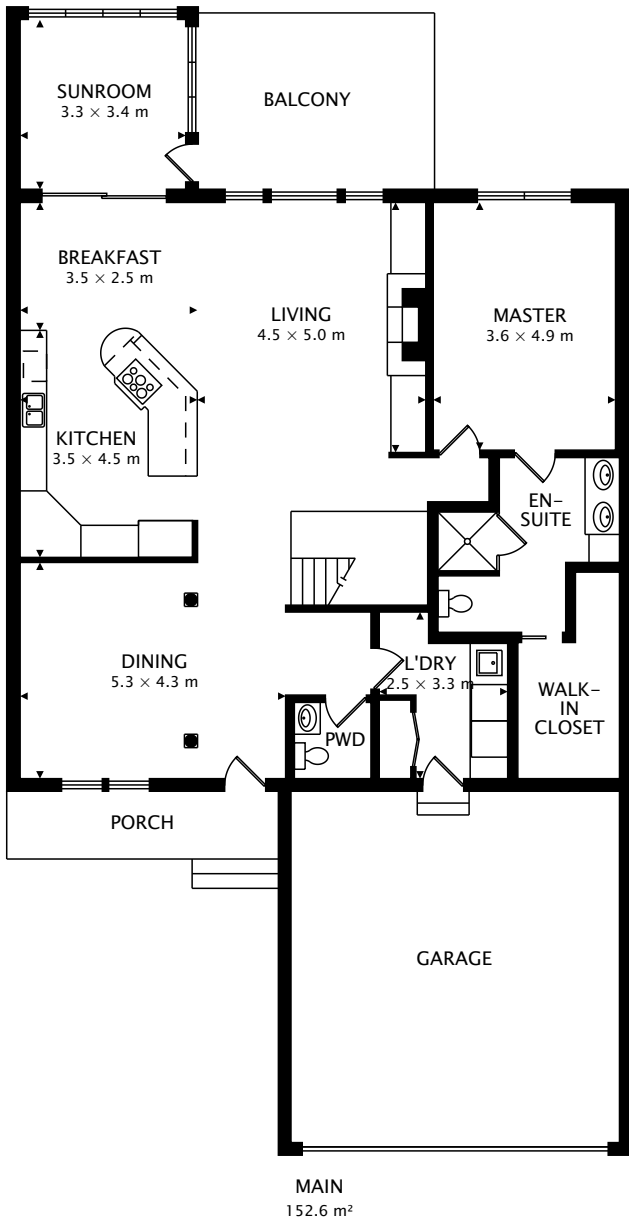 SUNROOM
3.3 × 3.4 m
BALCONY
BREAKFAST
3.5 × 2.5 m
LIVING
4.5 × 5.0 m
MASTER
3.6 × 4.9 m
KITCHEN
3.5 × 4.5 m
EN-
SUITE
DINING
5.3 × 4.3 m
L'DRY
2.5 × 3.3 m
WALK-
IN
CLOSET
PWD
PORCH
GARAGE
MAIN
152.6 m²